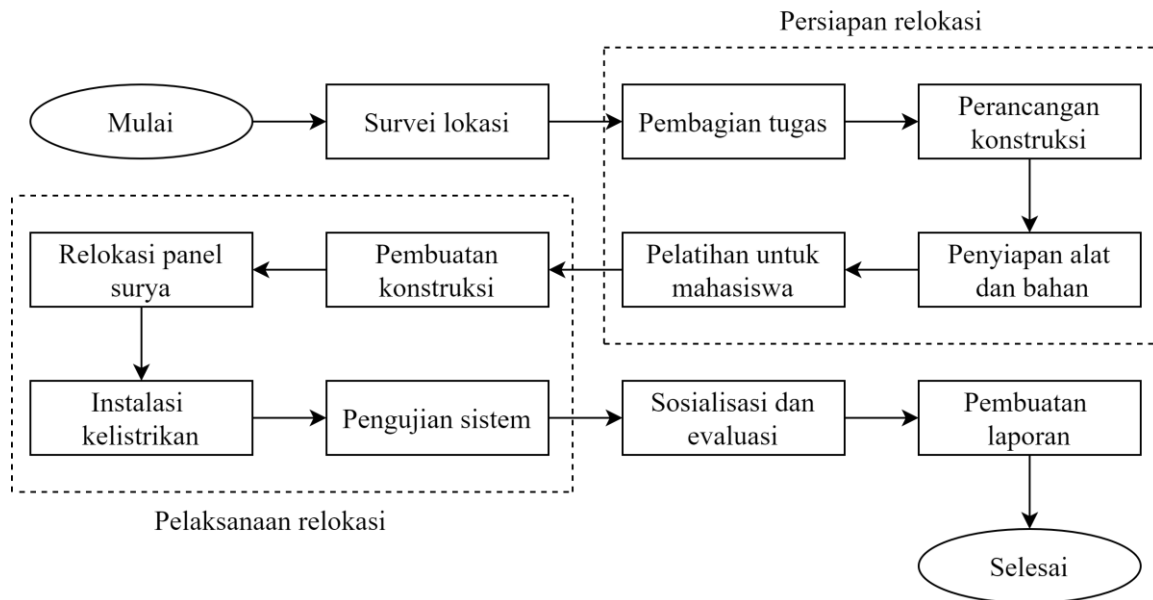 Persiapan relokasi
Mulai
Survei lokasi
Pembagian tugas
Perancangan
konstruksi
Penyiapan alat
dan bahan
Pelatihan untuk
mahasiswa
Pembuatan
konstruksi
Relokasi panel
surya
Instalasi
kelistrikan
Pengujian sistem
Sosialisasi dan
evaluasi
Pembuatan
laporan
Pelaksanaan relokasi
Selesai